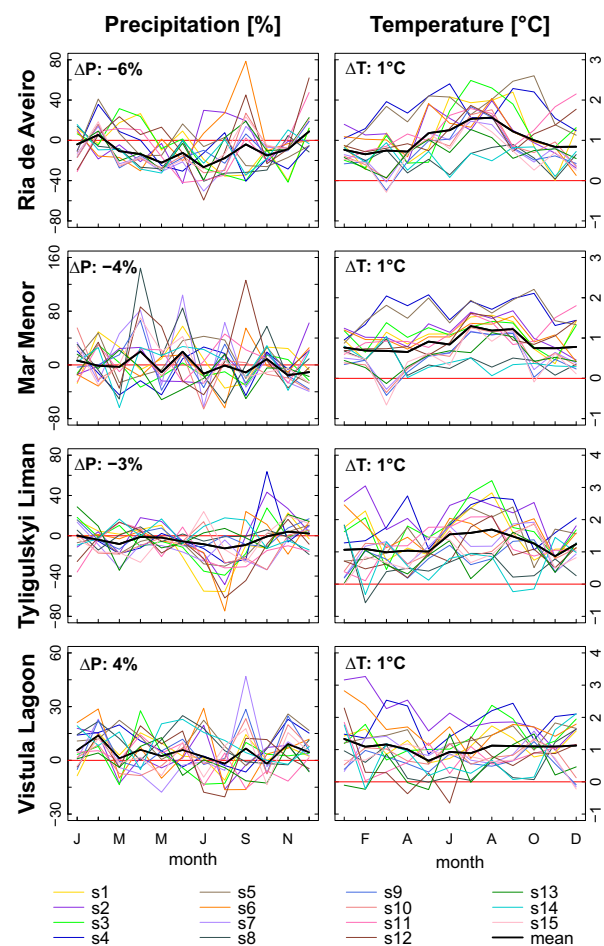 Precipitation [%] Temperature [°C]
Ria de Aveiro
ΔP: −6%
80
40
0
−40
−80
ΔT: 1°C
3
2
1
0
−1
Mar Menor
ΔP: −4%
160
80
0
−80
ΔT: 1°C
3
2
1
0
−1
Tyligulskyi Liman
ΔP: −3%
80
40
0
−40
−80
ΔT: 1°C
4
3
2
1
0
−1
Vistula Lagoon
ΔP: 4%
60
30
0
−30
ΔT: 1°C
4
3
2
1
0
−1
J M M J S N F A J A O D
month month
s1 s5 s9 s13
s2 s6 s10 s14
s3 s7 s11 s15
s4 s8 s12 mean